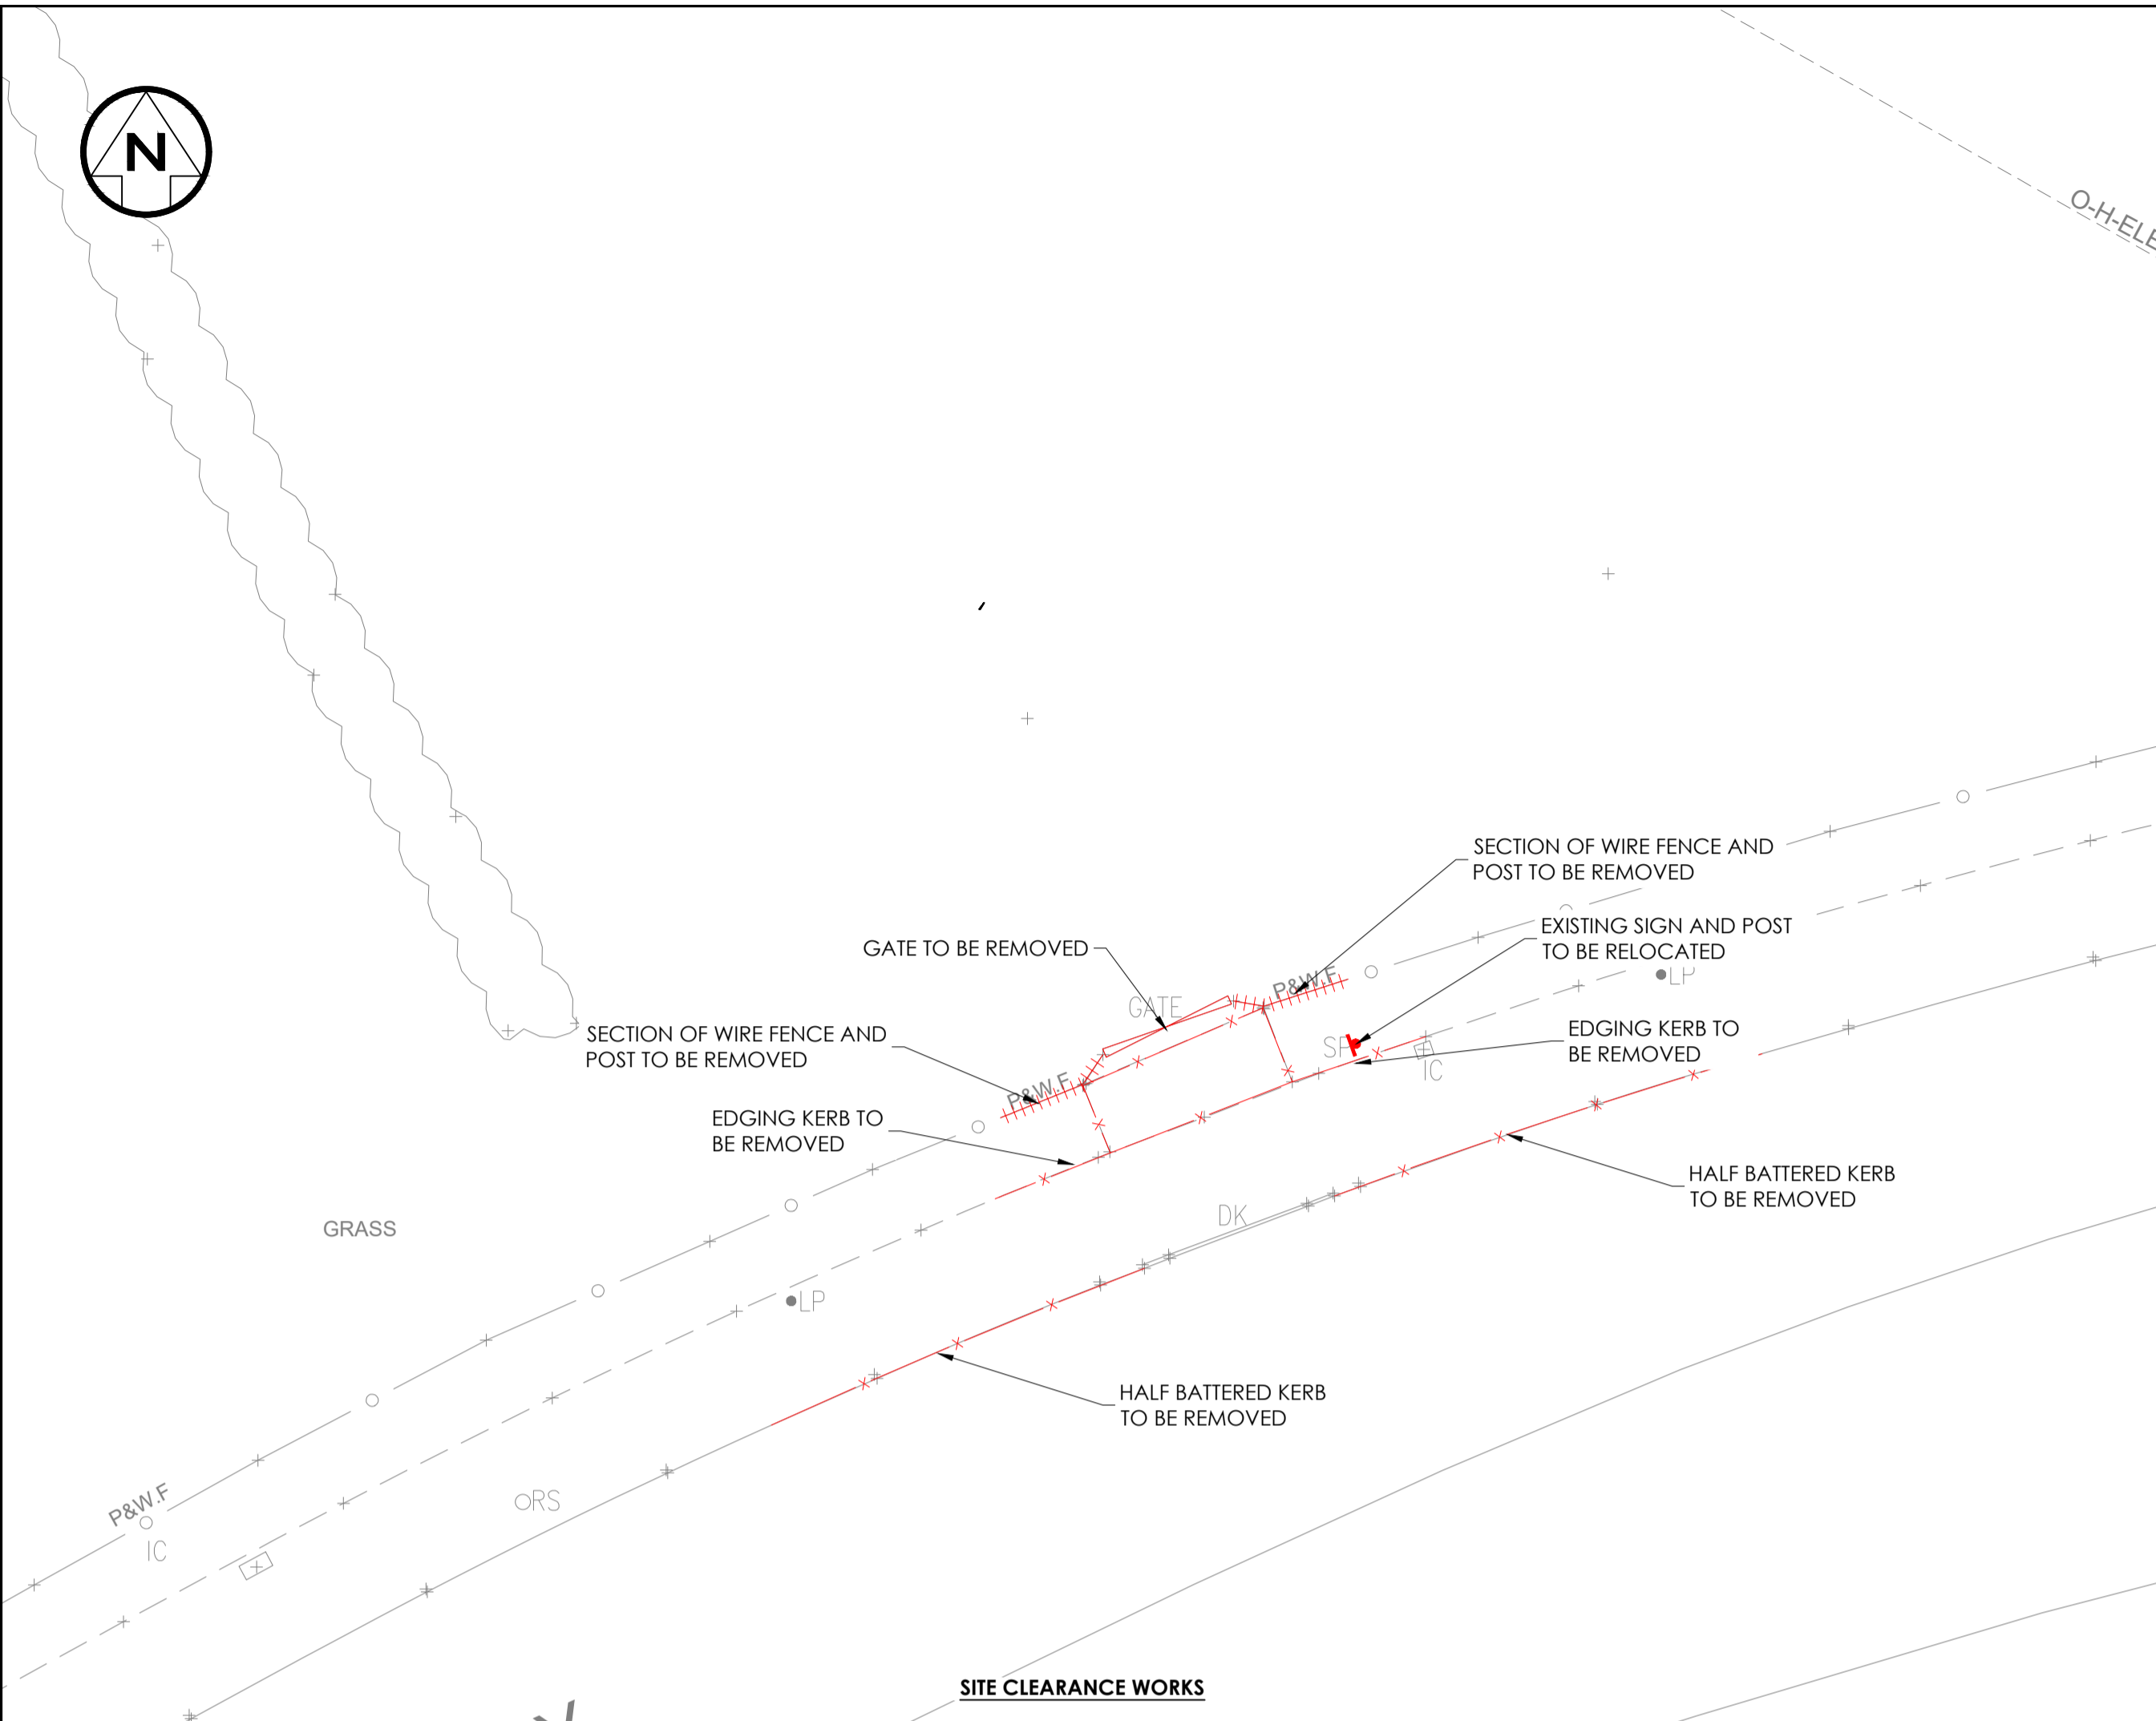 N
O-H-ELE
SECTION OF WIRE FENCE AND
POST TO BE REMOVED
EXISTING SIGN AND POST
TO BE RELOCATED
GATE TO BE REMOVED
P&W.F
LP
GATE
SECTION OF WIRE FENCE AND
POST TO BE REMOVED
SP
EDGING KERB TO
BE REMOVED
IC
P&W.F
EDGING KERB TO
BE REMOVED
HALF BATTERED KERB
TO BE REMOVED
GRASS
DK
LP
HALF BATTERED KERB
TO BE REMOVED
P&W.F
RS
IC
SITE CLEARANCE WORKS